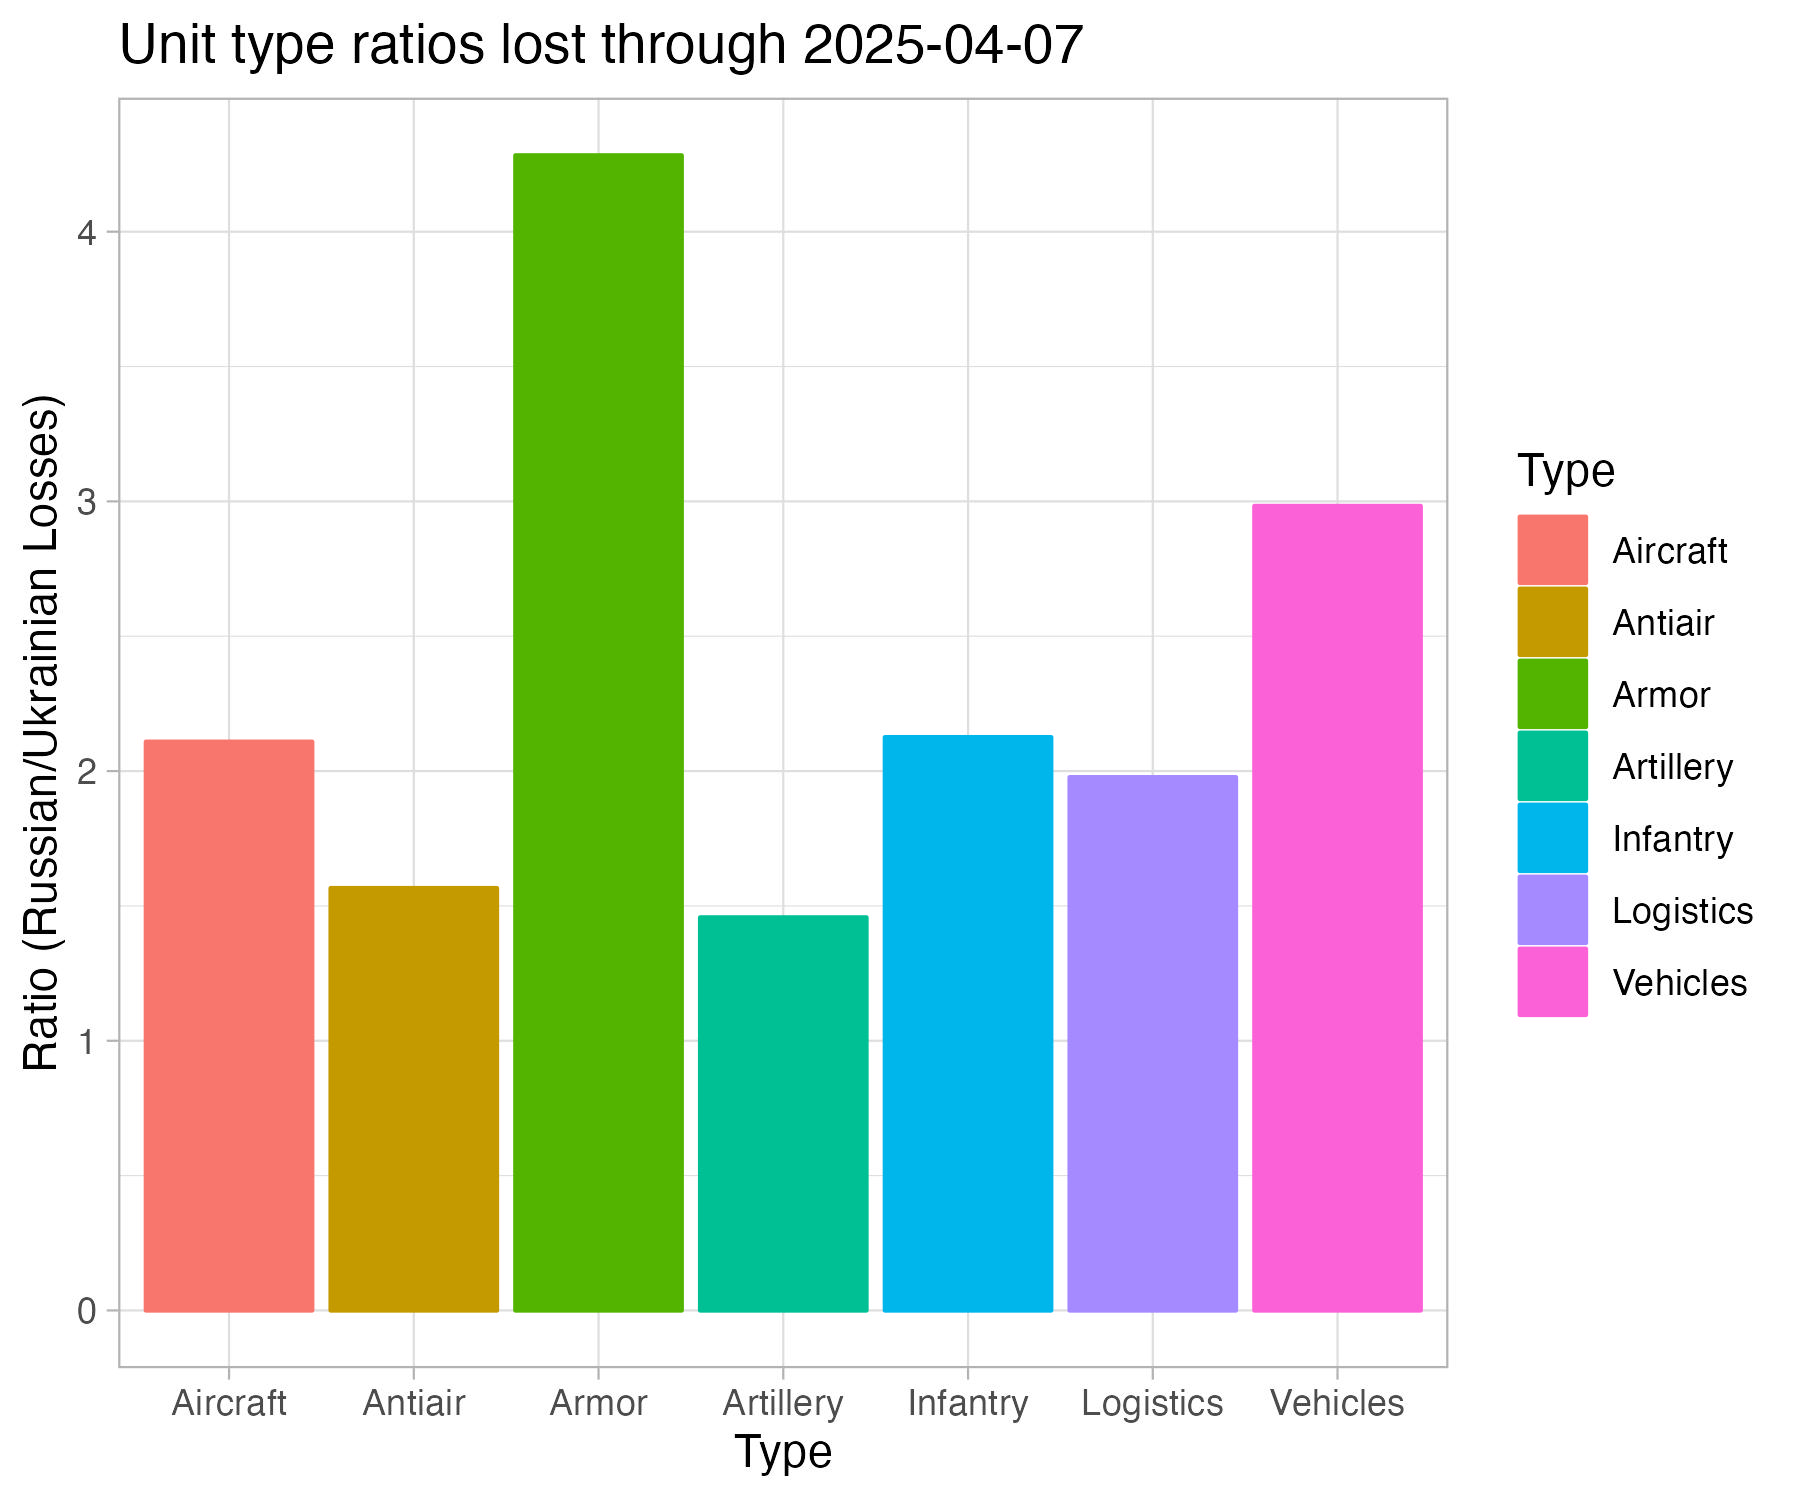 Unit type ratios lost through 2025-04-07
Ratio (Russian/Ukrainian Losses)
4
3
2
1
0
Aircraft
Antiair
Armor
Artillery
Infantry
Logistics
Vehicles
Type
Type
Aircraft
Antiair
Armor
Artillery
Infantry
Logistics
Vehicles